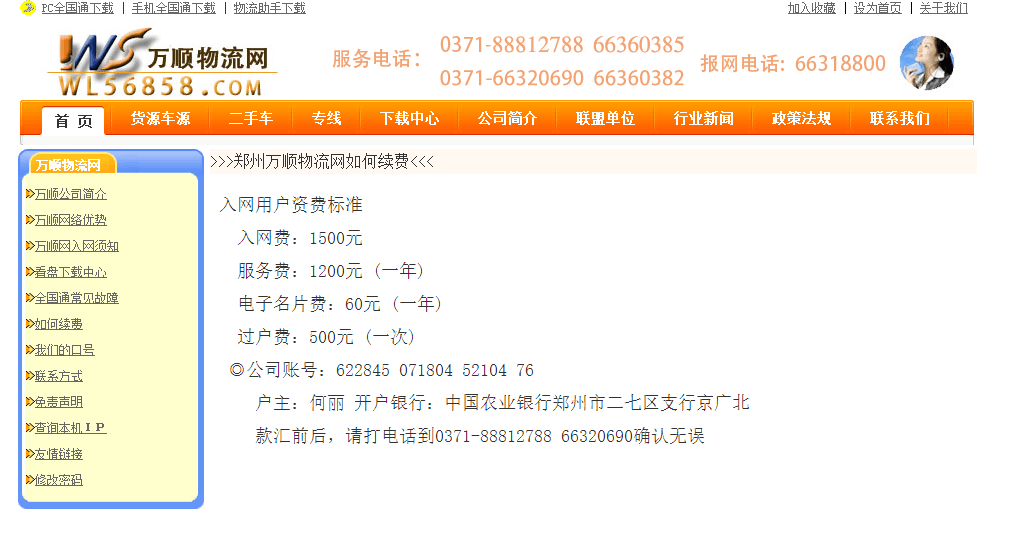 PC全国通下载 | 手机全国通下载 | 物流助手下载
加入收藏 | 设为首页 | 关于我们
万顺物流网
WL56858.COM
服务电话： 0371-88812788 66360385
0371-66320690 66360382
报网电话: 66318800
首 页 货源车源 二手车 专线 下载中心 公司简介 联盟单位 行业新闻 政策法规 联系我们
万顺物流网
万顺公司简介
万顺网络优势
万顺网入网须知
看盘下载中心
全国通常见故障
如何续费
我们的口号
联系方式
免责声明
查询本机ＩＰ
友情链接
修改密码
>>>郑州万顺物流网如何续费<<<
入网用户资费标准
入网费：1500元
服务费：1200元 (一年)
电子名片费：60元 (一年)
过户费：500元 (一次)
◎公司账号：622845 071804 52104 76
户主：何丽 开户银行：中国农业银行郑州市二七区支行京广北
款汇前后，请打电话到0371-88812788 66320690确认无误